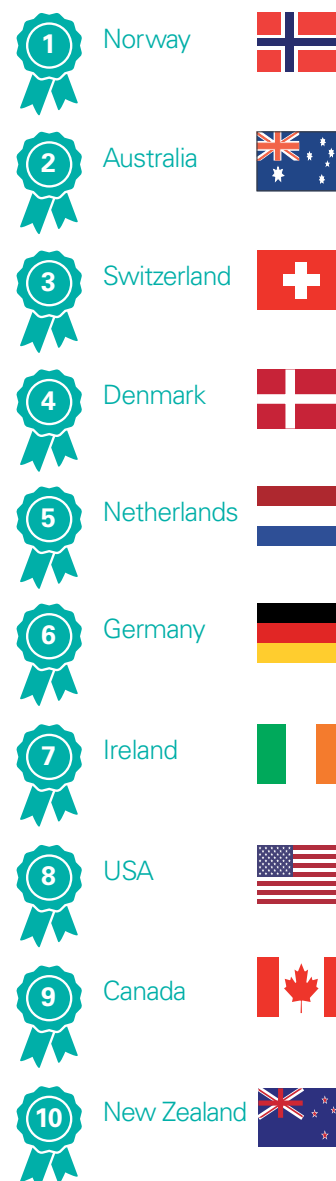 1 Norway
2 Australia
3 Switzerland
4 Denmark
5 Netherlands
6 Germany
7 Ireland
8 USA
9 Canada
10 New Zealand